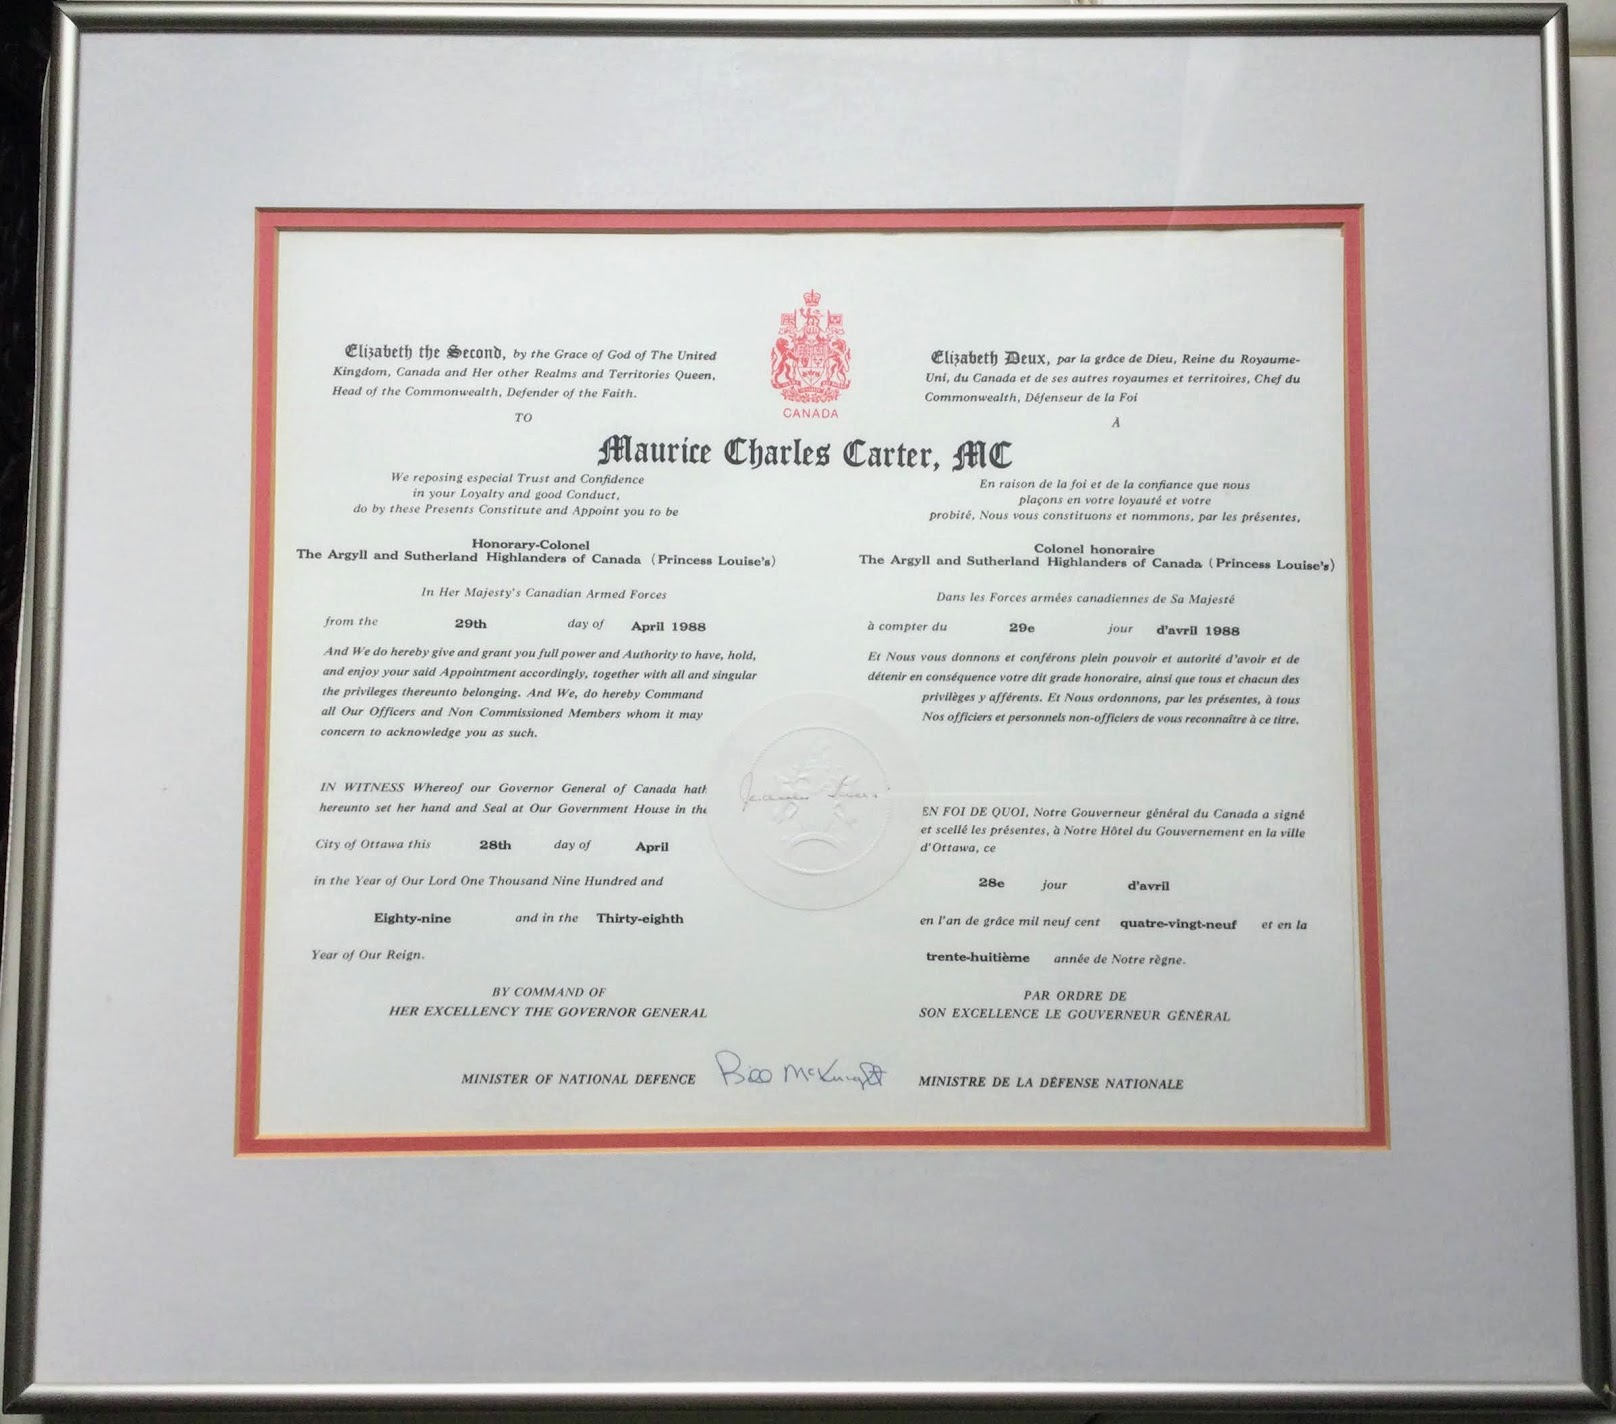 CANADA
Elizabeth the Second, by the Grace of God of The United
Kingdom, Canada and Her other Realms and Territories Queen,
Head of the Commonwealth, Defender of the Faith.
TO
Elizabeth Deux, par la grâce de Dieu, Reine du Royaume-
Uni, du Canada et de ses autres royaumes et territoires, Chef du
Commonwealth, Défenseur de la Foi
À
Maurice Charles Carter, MC
We reposing especial Trust and Confidence
in your Loyalty and good Conduct,
do by these Presents Constitute and Appoint you to be
Honorary-Colonel
The Argyll and Sutherland Highlanders of Canada (Princess Louise's)
In Her Majesty's Canadian Armed Forces
from the 29th day of April 1988
And We do hereby give and grant you full power and Authority to have, hold,
and enjoy your said Appointment accordingly, together with all and singular
the privileges thereunto belonging. And We, do hereby Command
all Our Officers and Non Commissioned Members whom it may
concern to acknowledge you as such.
IN WITNESS Whereof our Governor General of Canada hath
hereunto set her hand and Seal at Our Government House in the
City of Ottawa this 28th day of April
in the Year of Our Lord One Thousand Nine Hundred and
Eighty-nine and in the Thirty-eighth
Year of Our Reign.
BY COMMAND OF
HER EXCELLENCY THE GOVERNOR GENERAL
MINISTER OF NATIONAL DEFENCE
En raison de la foi et de la confiance que nous
plaçons en votre loyauté et votre
probité, Nous vous constituons et nommons, par les présentes,
Colonel honoraire
The Argyll and Sutherland Highlanders of Canada (Princess Louise's)
Dans les Forces armées canadiennes de Sa Majesté
à compter du 29e jour d'avril 1988
Et Nous vous donnons et conférons plein pouvoir et autorité d'avoir et de
détenir en conséquence votre dit grade honoraire, ainsi que tous et chacun des
privilèges y afférents. Et Nous ordonnons, par les présentes, à tous
Nos officiers et personnels non-officiers de vous reconnaître à ce titre.
EN FOI DE QUOI, Notre Gouverneur général du Canada a signé
et scellé les présentes, à Notre Hôtel du Gouvernement en la ville
d'Ottawa, ce
28e jour d'avril
en l'an de grâce mil neuf cent quatre-vingt-neuf et en la
trente-huitième année de Notre règne.
PAR ORDRE DE
SON EXCELLENCE LE GOUVERNEUR GÉNÉRAL
Bill McKnight
MINISTRE DE LA DÉFENSE NATIONALE